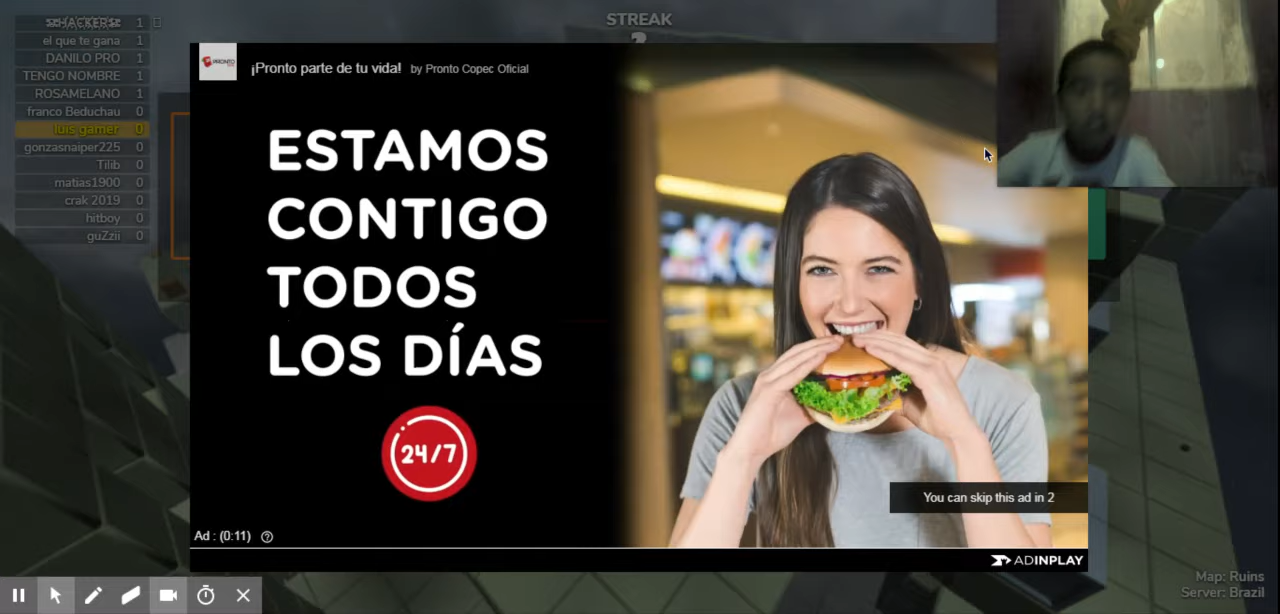 HACKERSE 1
el que te gana 1
DANILO PRO 1
TENGO NOMBRE 1
ROSAMELANO 1
franco Beduchau 0
luis gamer 0
gonzasnaiper225 0
Tilib 0
matias1900 0
crak 2019 0
hitboy 0
guZzii 0
STREAK
PRONTO
¡Pronto parte de tu vida! by Pronto Copec Oficial
ESTAMOS
CONTIGO
TODOS
LOS DÍAS
24/7
You can skip this ad in 2
Ad : (0:11)
ADINPLAY
Map: Ruins
Server: Brazil